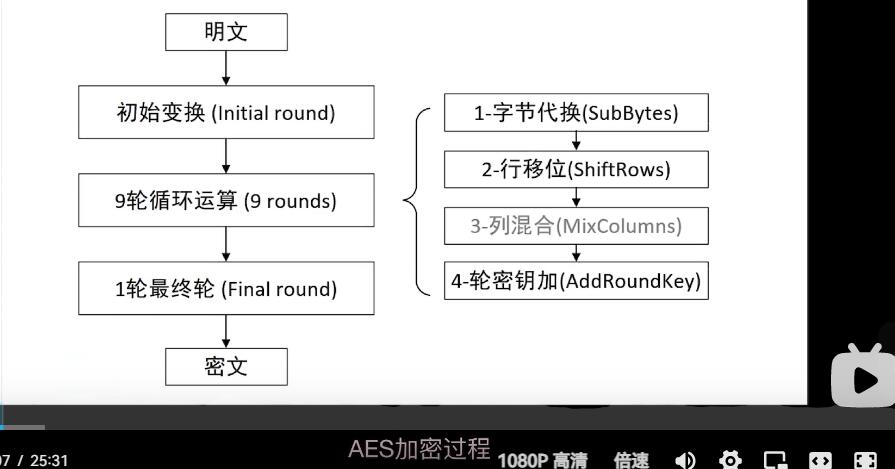 明文
初始变换 (Initial round)
9轮循环运算 (9 rounds)
1轮最终轮 (Final round)
密文
1-字节代换(SubBytes)
2-行移位(ShiftRows)
3-列混合(MixColumns)
4-轮密钥加(AddRoundKey)
07 / 25:31
AES加密过程
1080P 高清
倍速